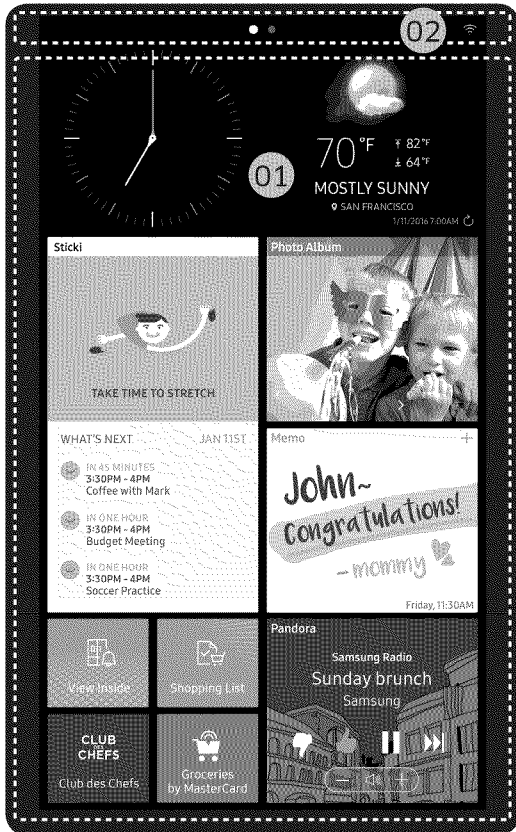 02
01
70°F
82°F
64°F
MOSTLY SUNNY
SAN FRANCISCO
1/11/2016 7:00AM
Sticki
TAKE TIME TO STRETCH
Photo Album
WHAT'S NEXT
JAN 11ST
IN 45 MINUTES
3:30PM - 4PM
Coffee with Mark
IN ONE HOUR
3:30PM - 4PM
Budget Meeting
IN ONE HOUR
3:30PM - 4PM
Soccer Practice
Memo
John~
Congratulations!
-mommy
Friday, 11:30AM
View Inside
Shopping List
CLUB
DES
CHEFS
Club des Chefs
Groceries
by MasterCard
Pandora
Samsung Radio
Sunday brunch
Samsung